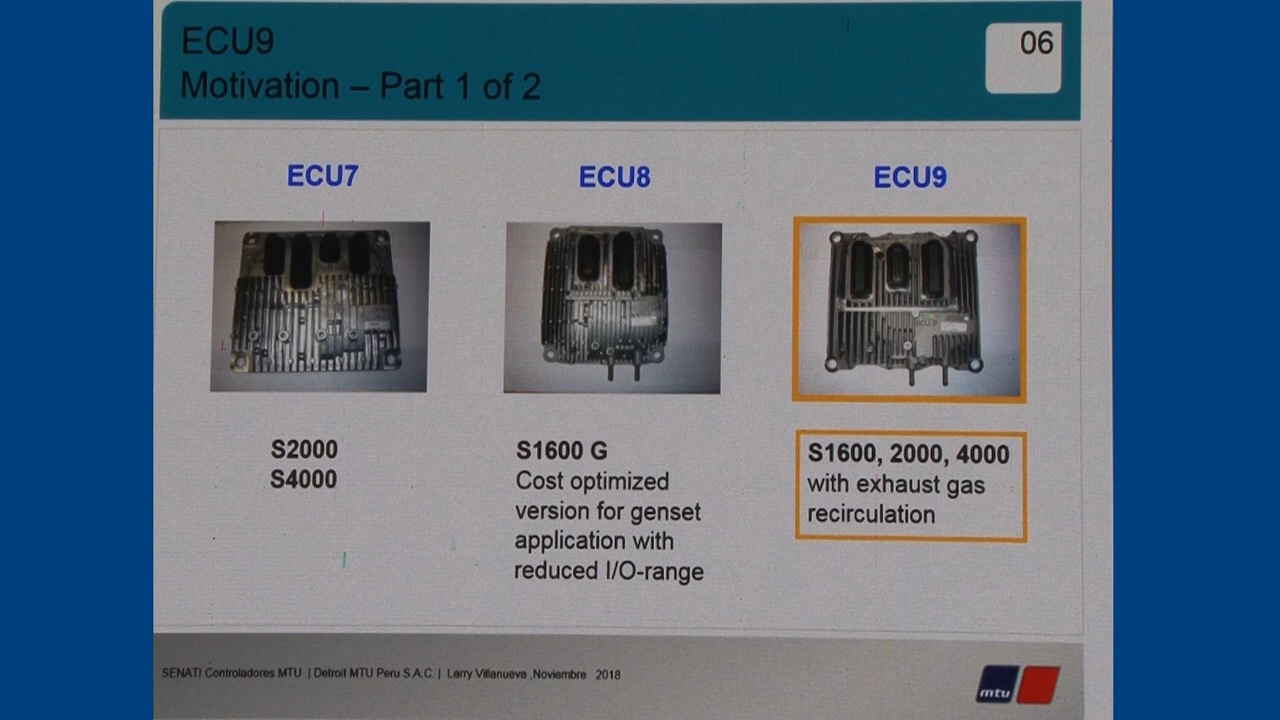 ECU9
Motivation – Part 1 of 2
06
ECU7
ECU8
ECU9
S2000
S4000
S1600 G
Cost optimized
version for genset
application with
reduced I/O-range
S1600, 2000, 4000
with exhaust gas
recirculation
SENATI Controladores MTU | Detroit MTU Peru S.A.C. | Larry Villanueva ,Noviembre 2018
mtu